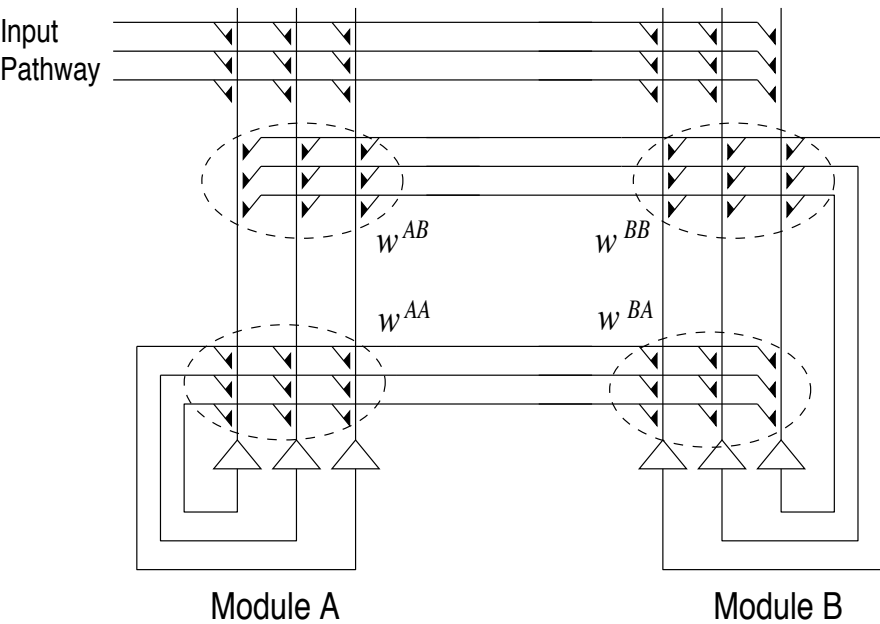 Input
Pathway
w^{AB}
w^{BB}
w^{AA}
w^{BA}
Module A
Module B